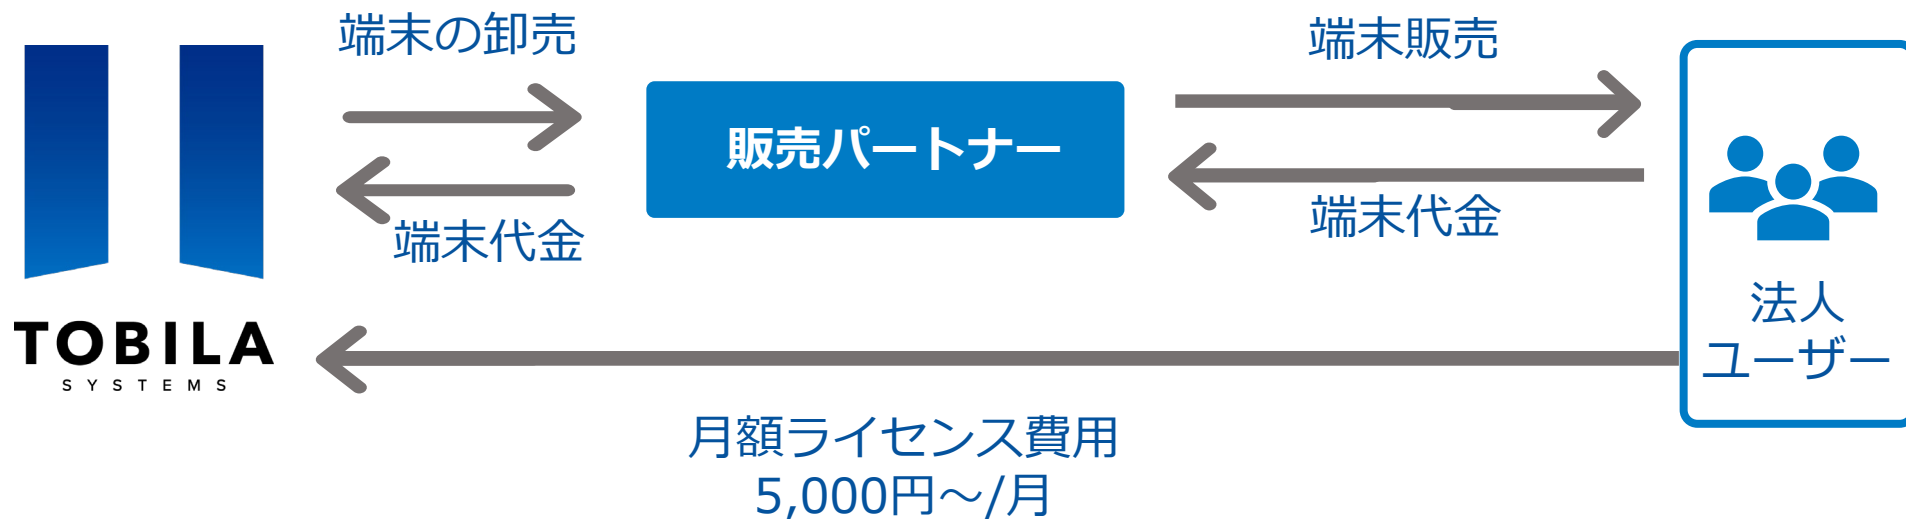 端末の卸売
端末販売
販売パートナー
端末代金
端末代金
TOBILA
SYSTEMS
法人
ユーザー
月額ライセンス費用
5,000円～/月